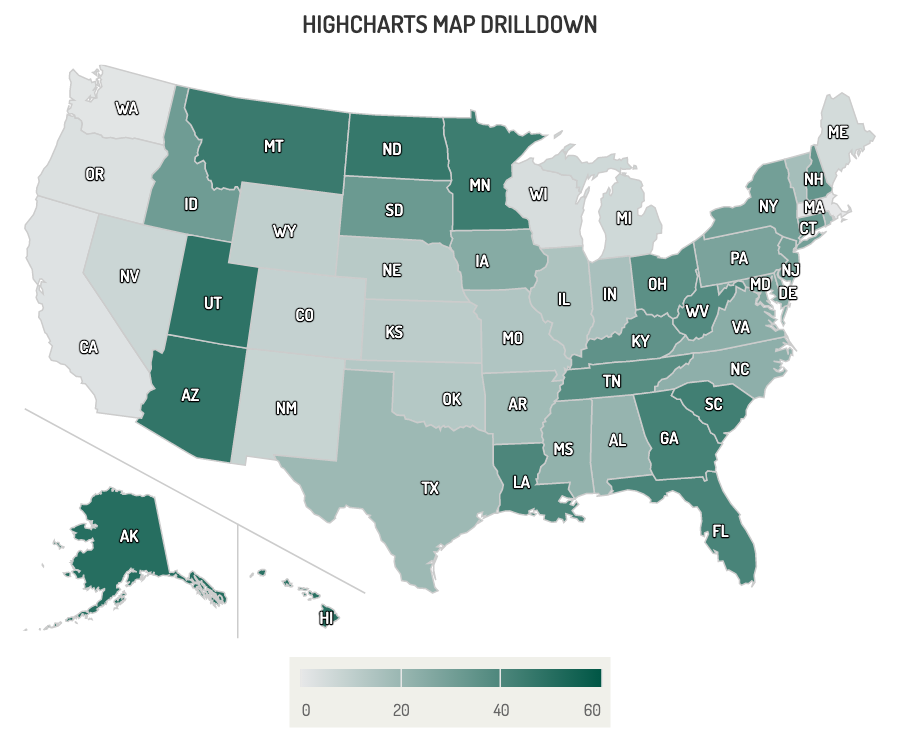 HIGHCHARTS MAP DRILLDOWN
WA
MT
ND
ME
OR
ID
MN
SD
WI
MI
NH
NY
MA
WY
CT
NV
UT
CO
NE
IA
IL
IN
OH
PA
NJ
MD
DE
WV
VA
CA
KS
MO
KY
AZ
NM
OK
AR
TN
NC
SC
MS
AL
GA
TX
LA
FL
AK
HI
0 20 40 60